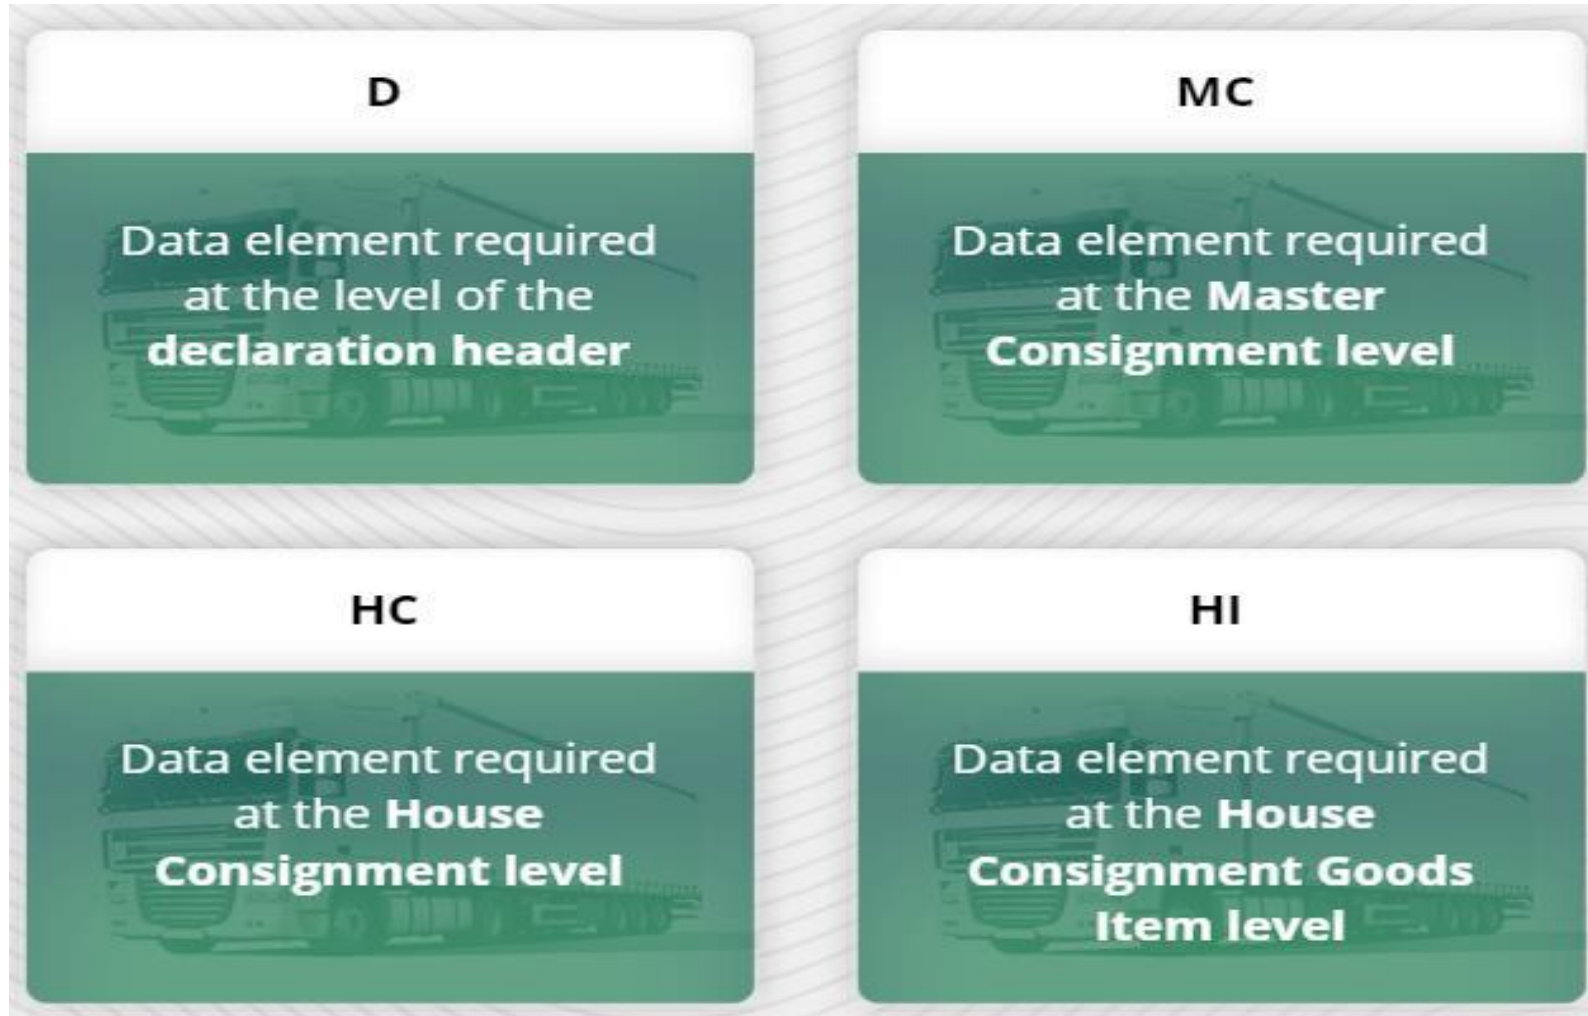 D
Data element required
at the level of the
declaration header
MC
Data element required
at the Master
Consignment level
HC
Data element required
at the House
Consignment level
HI
Data element required
at the House
Consignment Goods
Item level